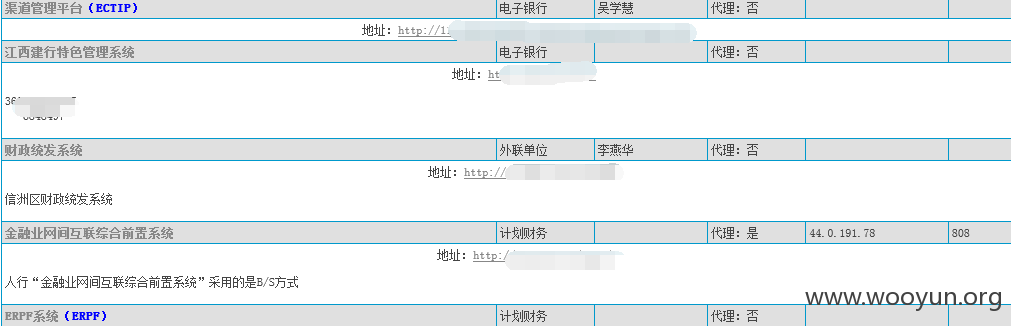 渠道管理平台（ECTIP） 电子银行 吴学慧 代理：否
地址：http://1
江西建行特色管理系统 电子银行 代理：否
地址：ht
36
财政统发系统 外联单位 李燕华 代理：否
地址：http://
信洲区财政统发系统
金融业网间互联综合前置系统 计划财务 代理：是 44.0.191.78 808
地址：http:/
人行“金融业网间互联综合前置系统”采用的是B/S方式
www.wooyun.org
ERPF系统（ERPF） 计划财务 代理：否